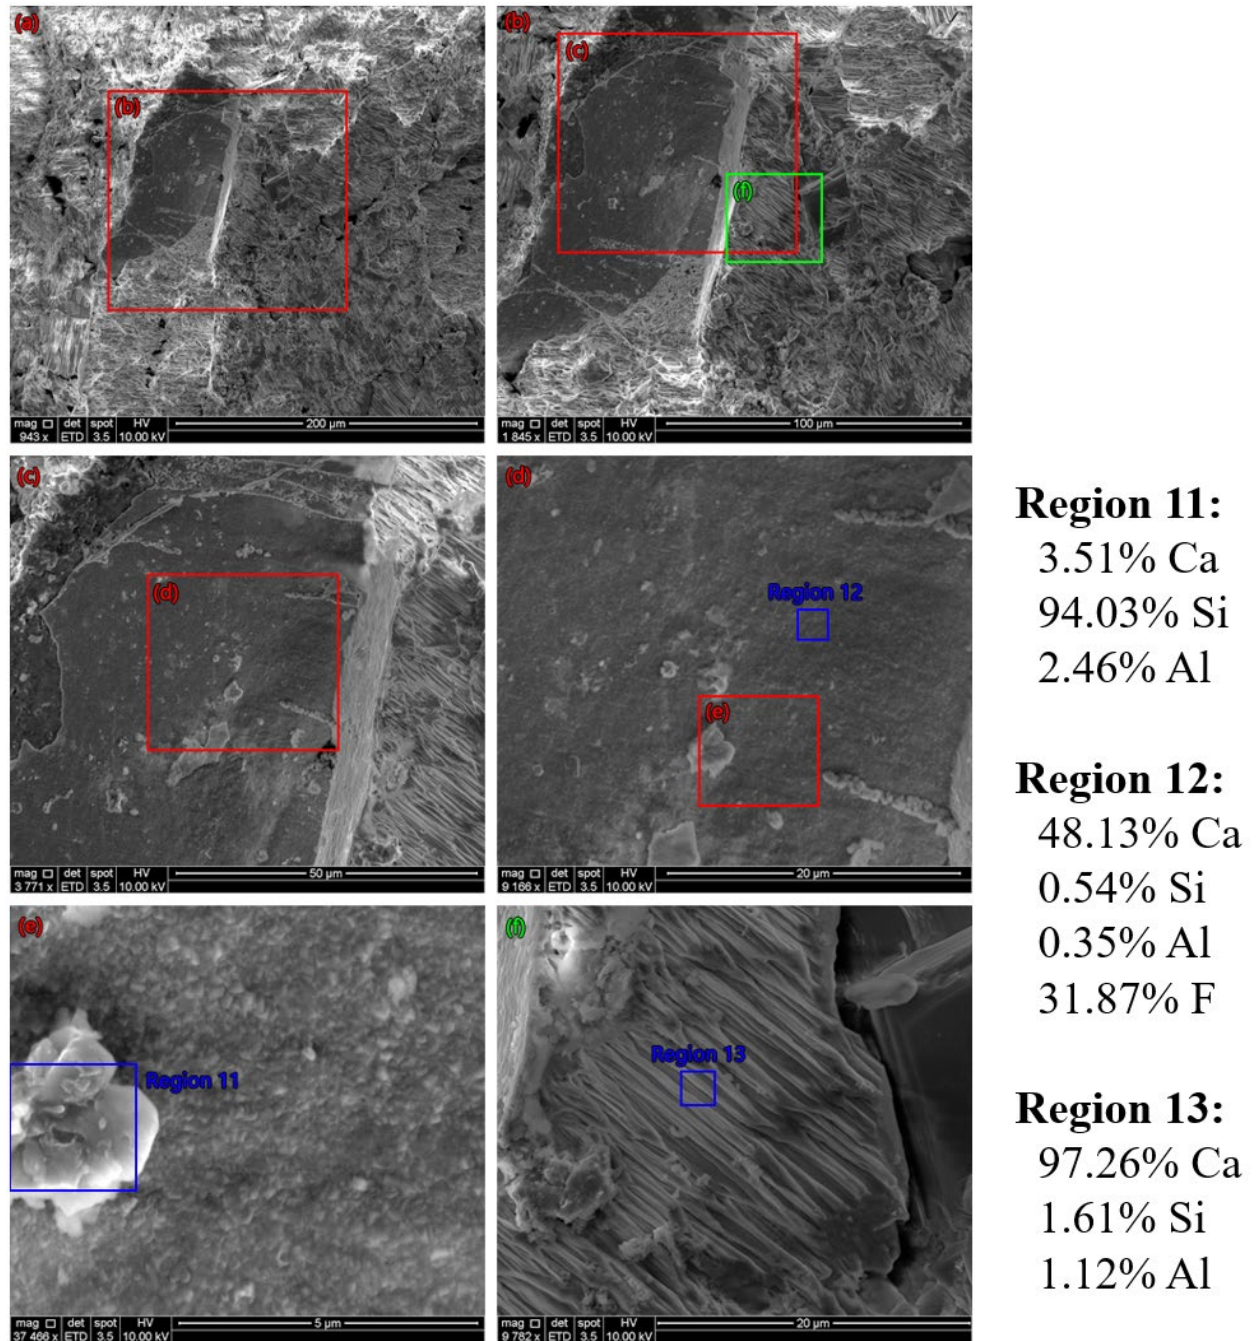 (a)
(b)
mag □ det spot HV 200 µm
943 x ETD 3.5 10.00 kV
(b)
(c)
(f)
mag □ det spot HV 100 µm
1 845 x ETD 3.5 10.00 kV
(c)
(d)
mag □ det spot HV 50 µm
3 771 x ETD 3.5 10.00 kV
(d)
Region 12
(e)
mag □ det spot HV 20 µm
9 166 x ETD 3.5 10.00 kV
(e)
Region 11
mag □ det spot HV 5 µm
37 466 x ETD 3.5 10.00 kV
(f)
Region 13
mag □ det spot HV 20 µm
9 782 x ETD 3.5 10.00 kV
Region 11:
3.51% Ca
94.03% Si
2.46% Al
Region 12:
48.13% Ca
0.54% Si
0.35% Al
31.87% F
Region 13:
97.26% Ca
1.61% Si
1.12% Al